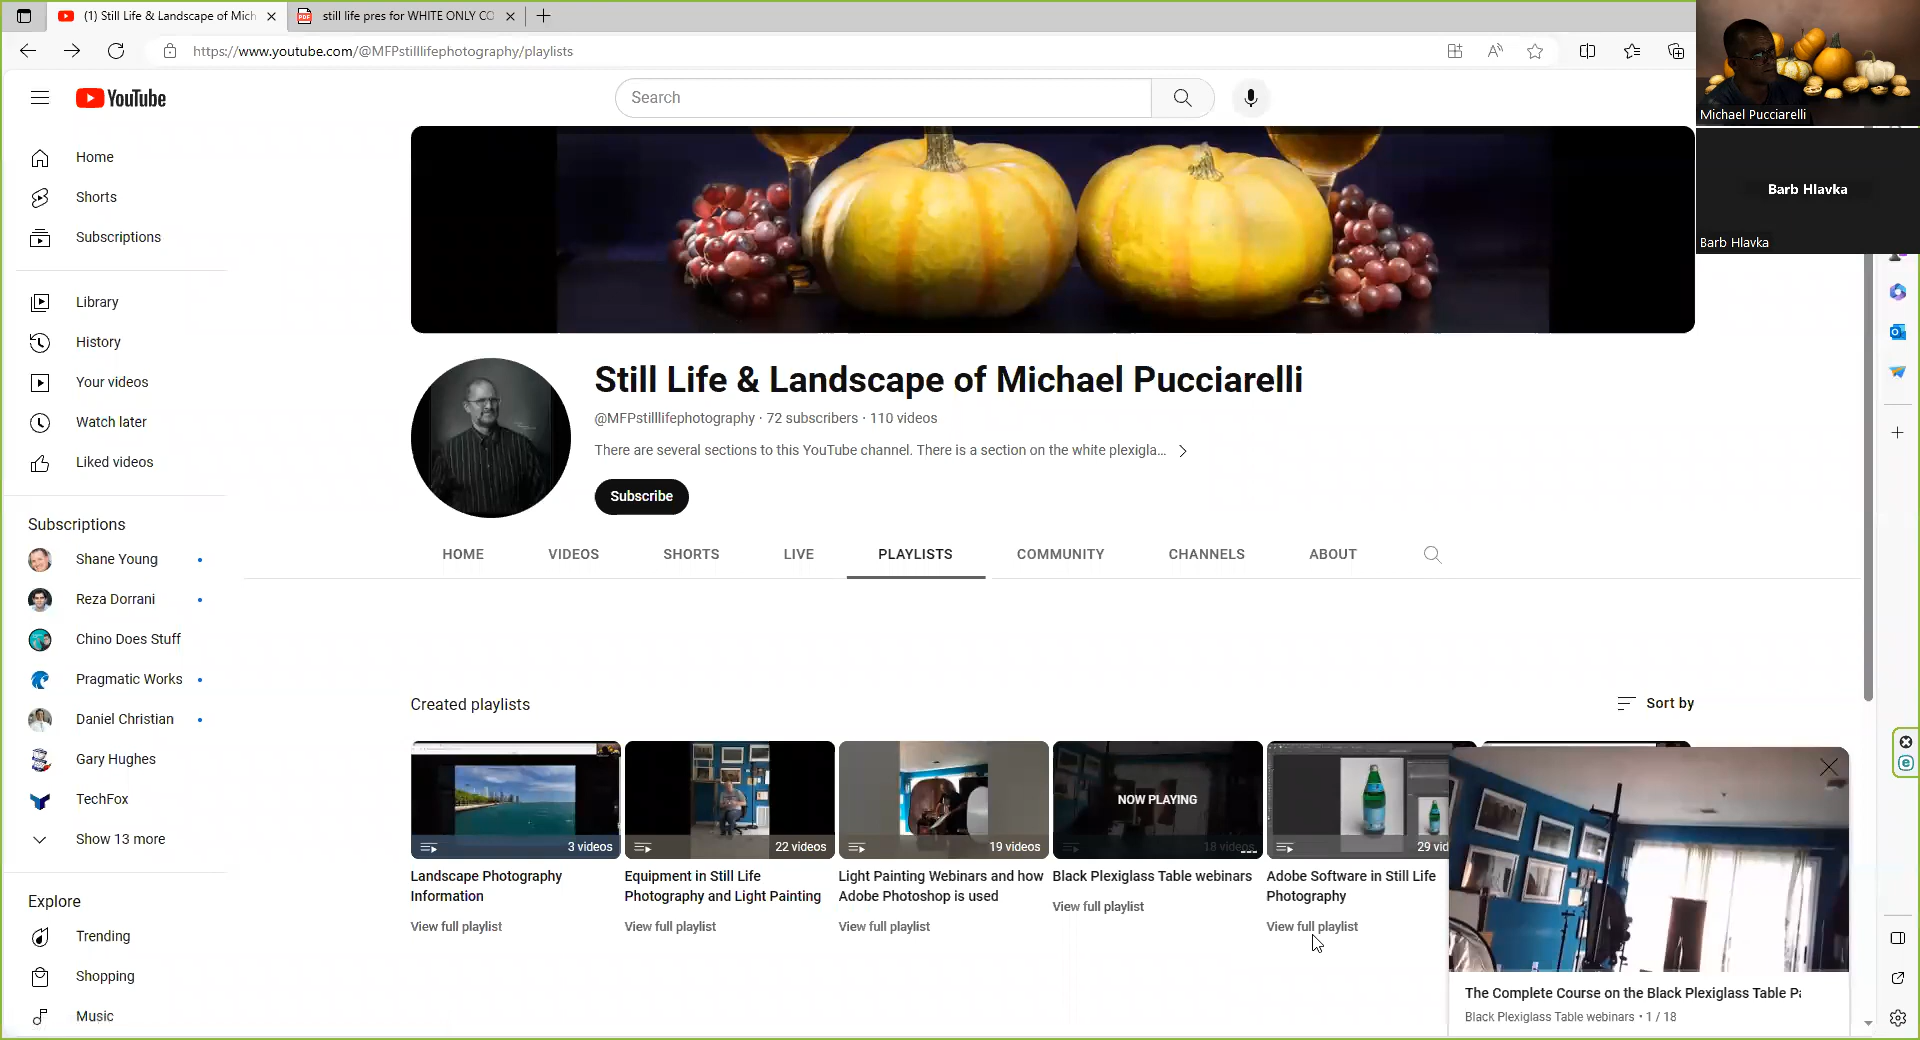 (1) Still Life & Landscape of Mich
still life pres for WHITE ONLY CO
https://www.youtube.com/@MFPstilllifephotography/playlists
YouTube
Search
Michael Pucciarelli
Barb Hlavka
Barb Hlavka
Home
Shorts
Subscriptions
Library
History
Your videos
Watch later
Liked videos
Subscriptions
Shane Young
Reza Dorrani
Chino Does Stuff
Pragmatic Works
Daniel Christian
Gary Hughes
TechFox
Show 13 more
Explore
Trending
Shopping
Music
Still Life & Landscape of Michael Pucciarelli
@MFPstilllifephotography · 72 subscribers · 110 videos
There are several sections to this YouTube channel. There is a section on the white plexigla...
Subscribe
HOME VIDEOS SHORTS LIVE PLAYLISTS COMMUNITY CHANNELS ABOUT
Created playlists
Sort by
3 videos
22 videos
19 videos
NOW PLAYING
18 videos
29 vid
Landscape Photography
Information
View full playlist
Equipment in Still Life
Photography and Light Painting
View full playlist
Light Painting Webinars and how
Adobe Photoshop is used
View full playlist
Black Plexiglass Table webinars
View full playlist
Adobe Software in Still Life
Photography
View full playlist
The Complete Course on the Black Plexiglass Table Pa
Black Plexiglass Table webinars • 1 / 18